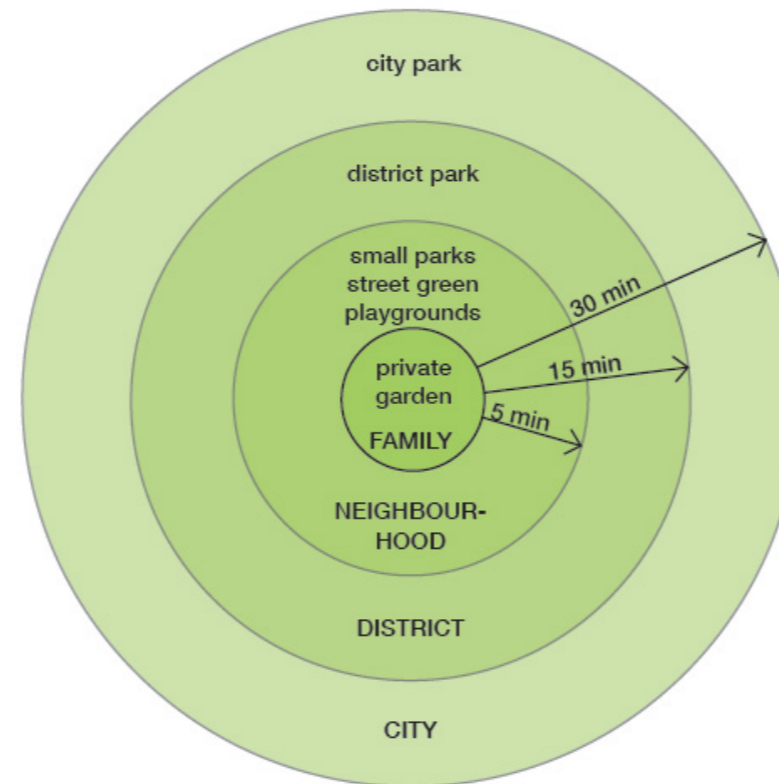 city park
district park
small parks
street green
playgrounds
30 min
private
garden
15 min
5 min
FAMILY
NEIGHBOUR-
HOOD
DISTRICT
CITY